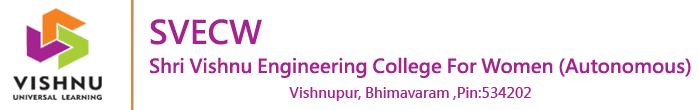 VISHNU
UNIVERSAL LEARNING
SVECW
Shri Vishnu Engineering College For Women (Autonomous)
Vishnupur, Bhimavaram ,Pin:534202